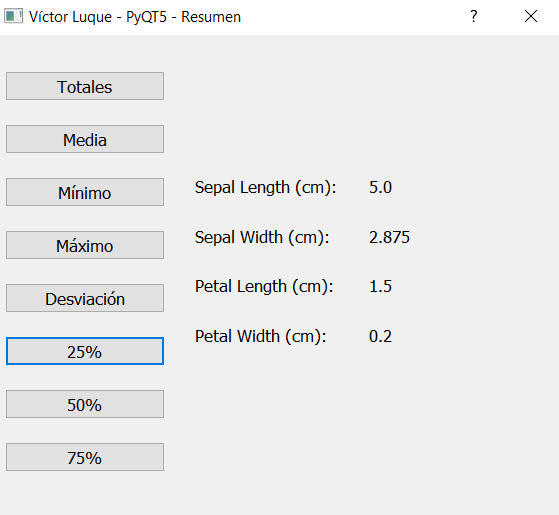 Víctor Luque - PyQT5 - Resumen ?
Totales
Media
Mínimo
Máximo
Desviación
25%
50%
75%
Sepal Length (cm): 5.0
Sepal Width (cm): 2.875
Petal Length (cm): 1.5
Petal Width (cm): 0.2